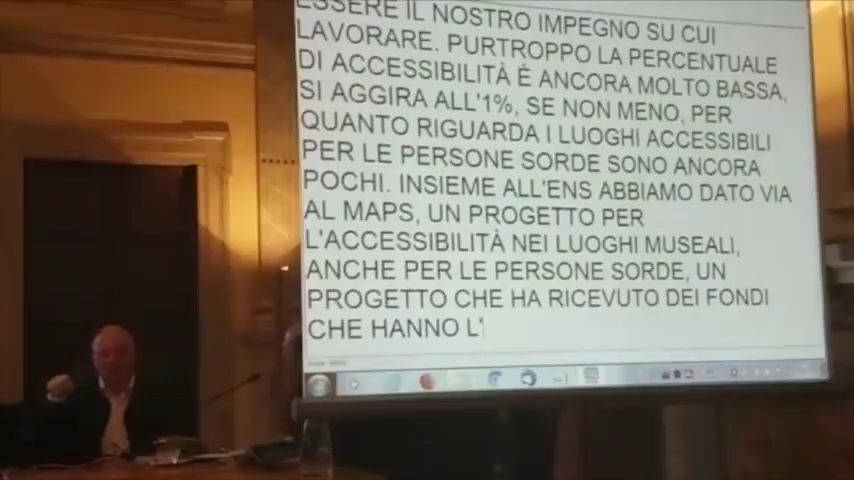 ESSERE IL NOSTRO IMPEGNO SU CUI
LAVORARE. PURTROPPO LA PERCENTUALE
DI ACCESSIBILITÀ È ANCORA MOLTO BASSA,
SI AGGIRA ALL'1%, SE NON MENO, PER
QUANTO RIGUARDA I LUOGHI ACCESSIBILI
PER LE PERSONE SORDE SONO ANCORA
POCHI. INSIEME ALL'ENS ABBIAMO DATO VIA
AL MAPS, UN PROGETTO PER
L'ACCESSIBILITÀ NEI LUOGHI MUSEALI,
ANCHE PER LE PERSONE SORDE, UN
PROGETTO CHE HA RICEVUTO DEI FONDI
CHE HANNO L'